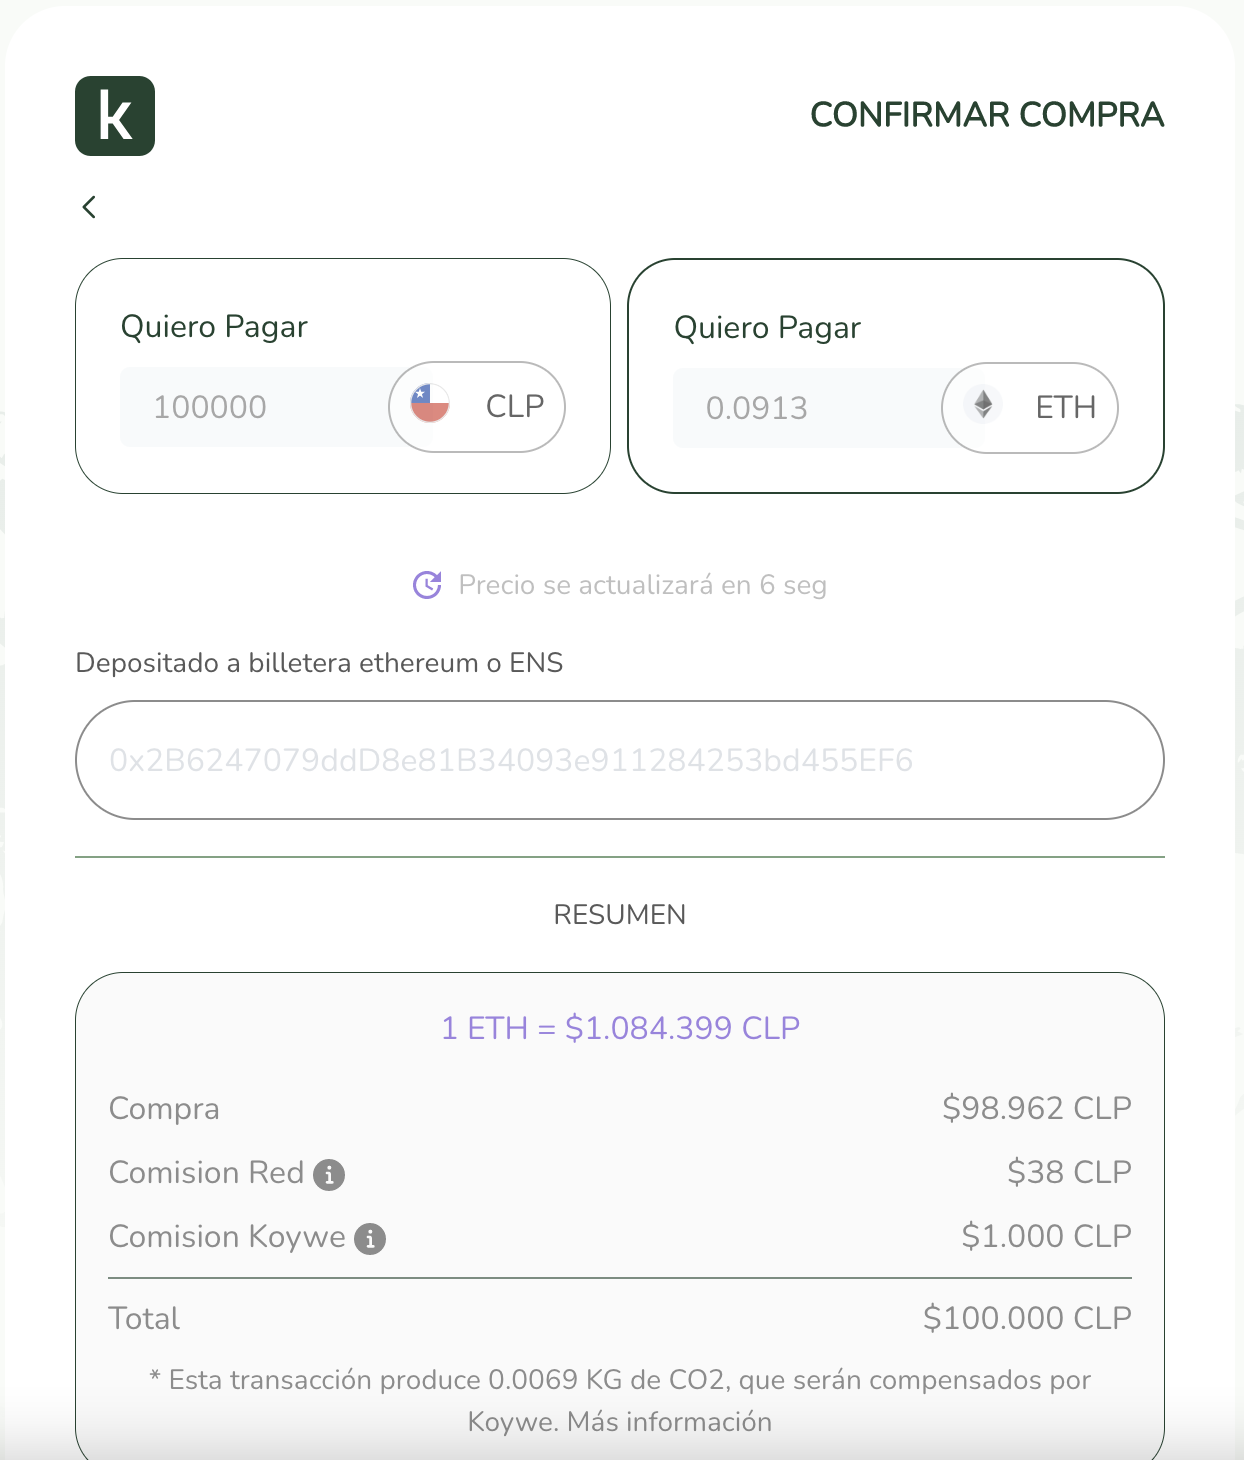 k
CONFIRMAR COMPRA
Quiero Pagar
100000 CLP
Quiero Pagar
0.0913 ETH
Precio se actualizará en 6 seg
Depositado a billetera ethereum o ENS
0x2B6247079ddD8e81B34093e911284253bd455EF6
RESUMEN
1 ETH = $1.084.399 CLP
Compra $98.962 CLP
Comision Red $38 CLP
Comision Koywe $1.000 CLP
Total $100.000 CLP
* Esta transacción produce 0.0069 KG de CO2, que serán compensados por
Koywe. Más información